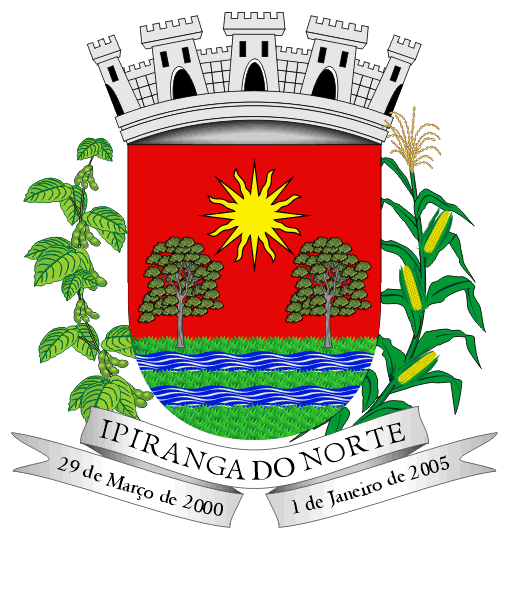 IPIRANGA DO NORTE
29 de Março de 2000
1 de Janeiro de 2005